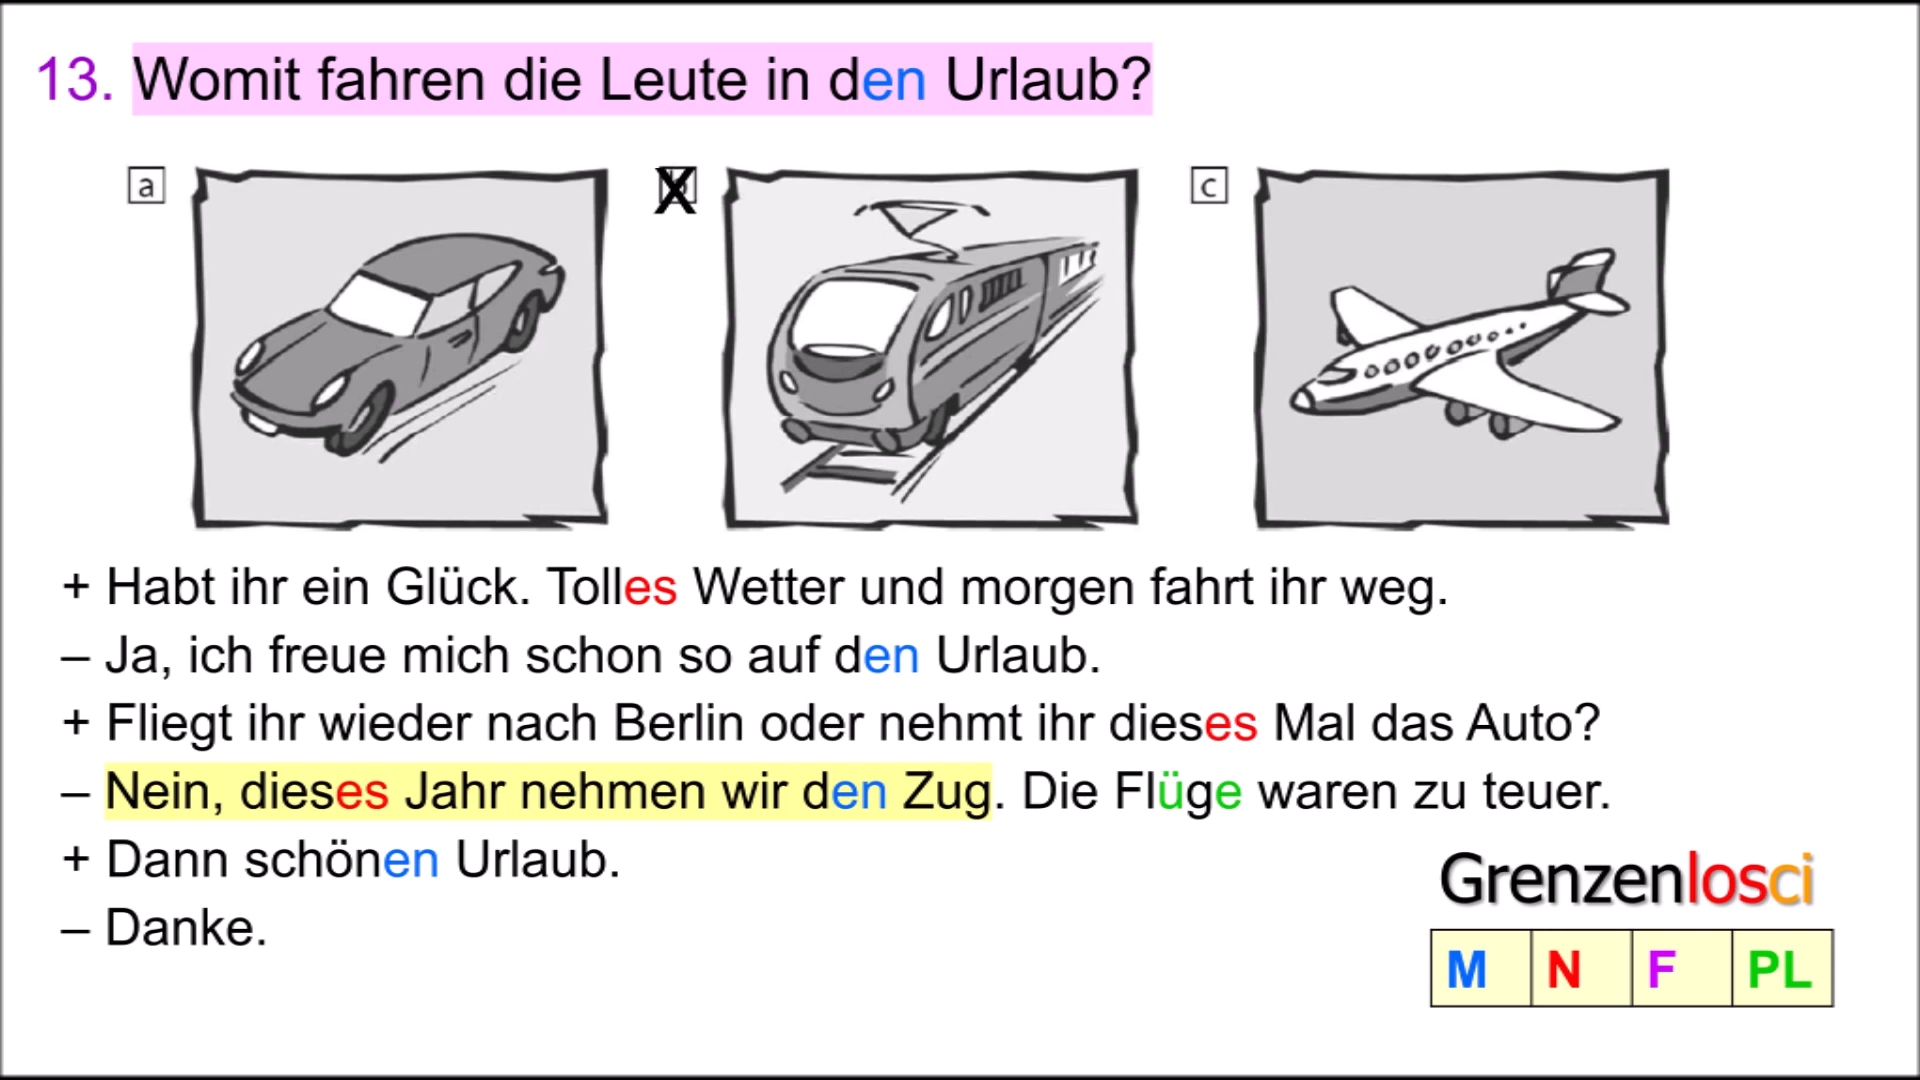 13. Womit fahren die Leute in den Urlaub?
a
X
c
+ Habt ihr ein Glück. Tolles Wetter und morgen fahrt ihr weg.
– Ja, ich freue mich schon so auf den Urlaub.
+ Fliegt ihr wieder nach Berlin oder nehmt ihr dieses Mal das Auto?
– Nein, dieses Jahr nehmen wir den Zug. Die Flüge waren zu teuer.
+ Dann schönen Urlaub.
– Danke.
Grenzenlosci
M N F PL